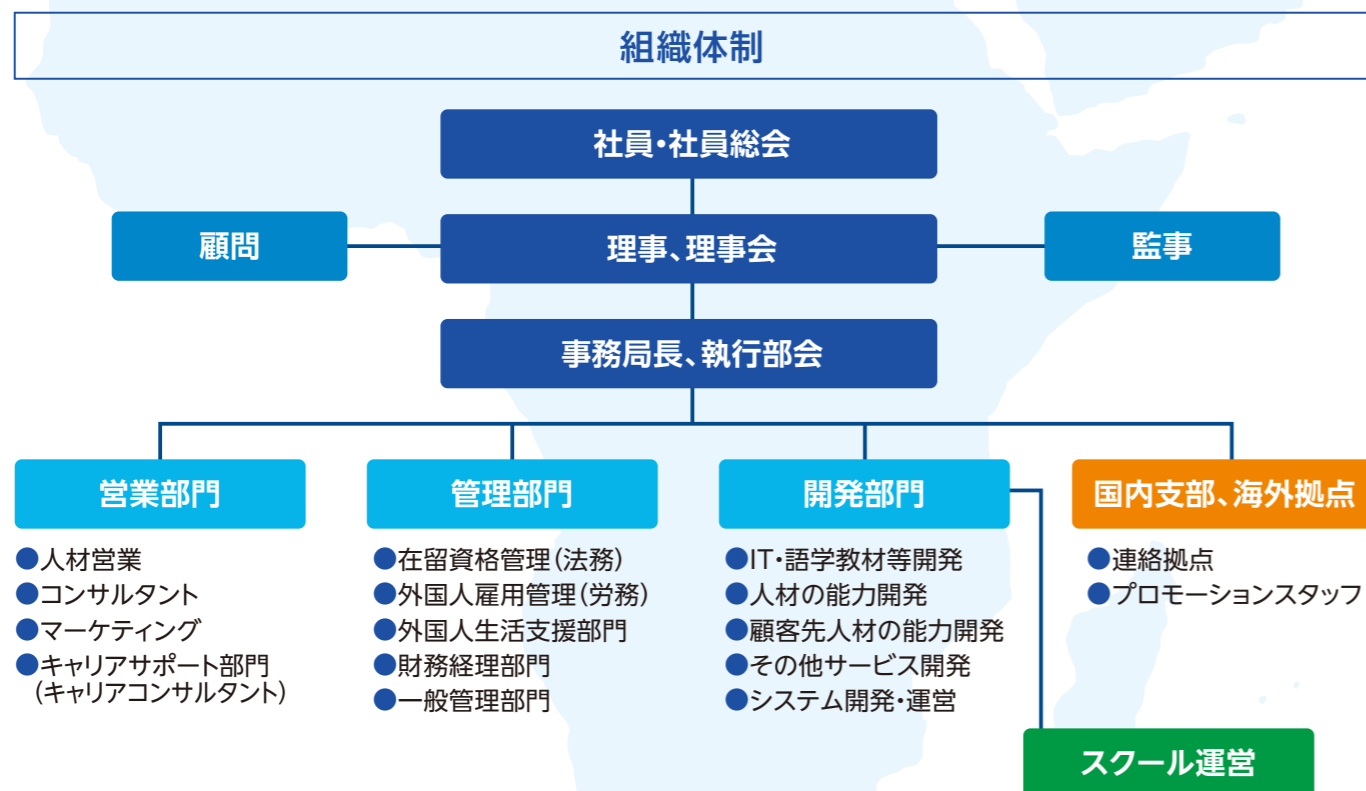 組織体制
社員・社員総会
顧問
理事、理事会
監事
事務局長、執行部会
営業部門
●人材営業
●コンサルタント
●マーケティング
●キャリアサポート部門
(キャリアコンサルタント)
管理部門
●在留資格管理(法務)
●外国人雇用管理(労務)
●外国人生活支援部門
●財務経理部門
●一般管理部門
開発部門
●IT・語学教材等開発
●人材の能力開発
●顧客先人材の能力開発
●その他サービス開発
●システム開発・運営
国内支部、海外拠点
●連絡拠点
●プロモーションスタッフ
スクール運営